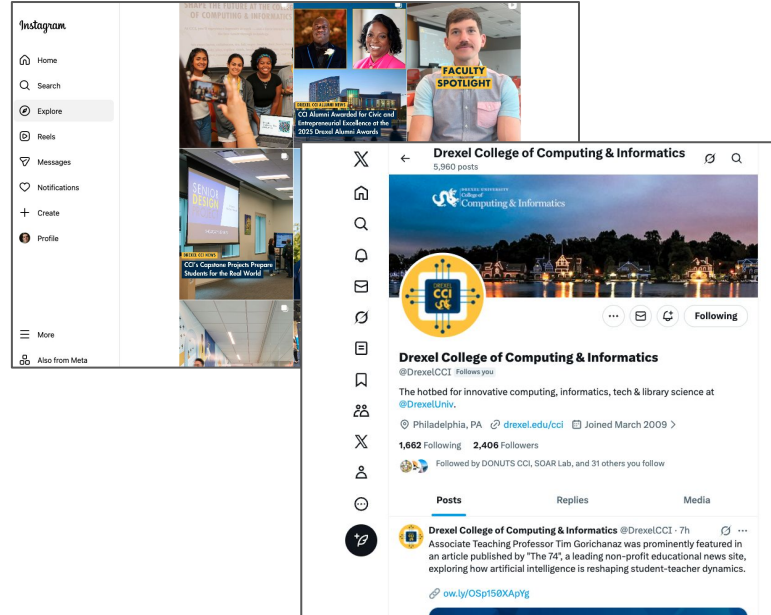 Instagram
Home
Search
Explore
Reels
Messages
Notifications
Create
Profile
More
Also from Meta
SHAPE THE FUTURE AT THE COL
OF COMPUTING & INFORMATICS
DREXEL CCI ALUMNI NEWS
CCI Alumni Awarded for Civic and
Entrepreneurial Excellence at the
2025 Drexel Alumni Awards
FACULTY
SPOTLIGHT
SENIOR
DESIGN
DREXEL CCI NEWS
CCI's Capstone Projects Prepare
Students for the Real World
Drexel College of Computing & Informatics
5,960 posts
DREXEL UNIVERSITY
College of
Computing & Informatics
DREXEL
CCI
Following
Drexel College of Computing & Informatics
@DrexelCCI Follows you
The hotbed for innovative computing, informatics, tech & library science at
@DrexelUniv.
Philadelphia, PA drexel.edu/cci Joined March 2009 >
1,662 Following 2,406 Followers
Followed by DONUTS CCI, SOAR Lab, and 31 others you follow
Posts Replies Media
Drexel College of Computing & Informatics @DrexelCCI · 7h
Associate Teaching Professor Tim Gorichanaz was prominently featured in
an article published by "The 74", a leading non-profit educational news site,
exploring how artificial intelligence is reshaping student-teacher dynamics.
ow.ly/OSp150XApYg